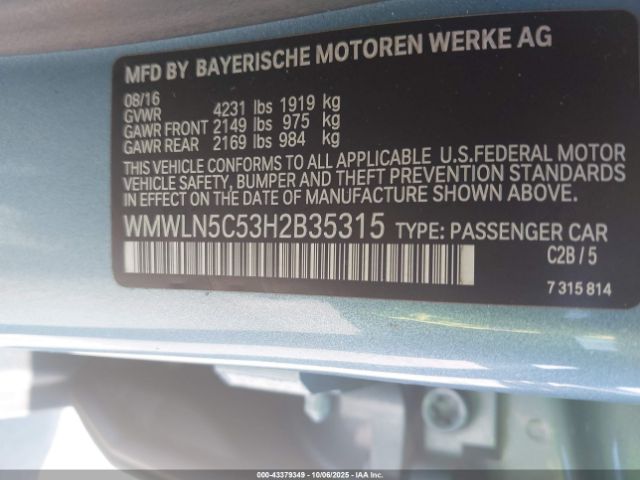 MFD BY BAYERISCHE MOTOREN WERKE AG
08/16
GVWR 4231 lbs 1919 kg
GAWR FRONT 2149 lbs 975 kg
GAWR REAR 2169 lbs 984 kg
THIS VEHICLE CONFORMS TO ALL APPLICABLE U.S.FEDERAL MOTOR
VEHICLE SAFETY, BUMPER AND THEFT PREVENTION STANDARDS
IN EFFECT ON THE DATE OF MANUFACTURE SHOWN ABOVE.
WMWLN5C53H2B35315 TYPE: PASSENGER CAR
C2B / 5
7 315 814
00-43379349 - 10/06/2025 - IAAI.COM